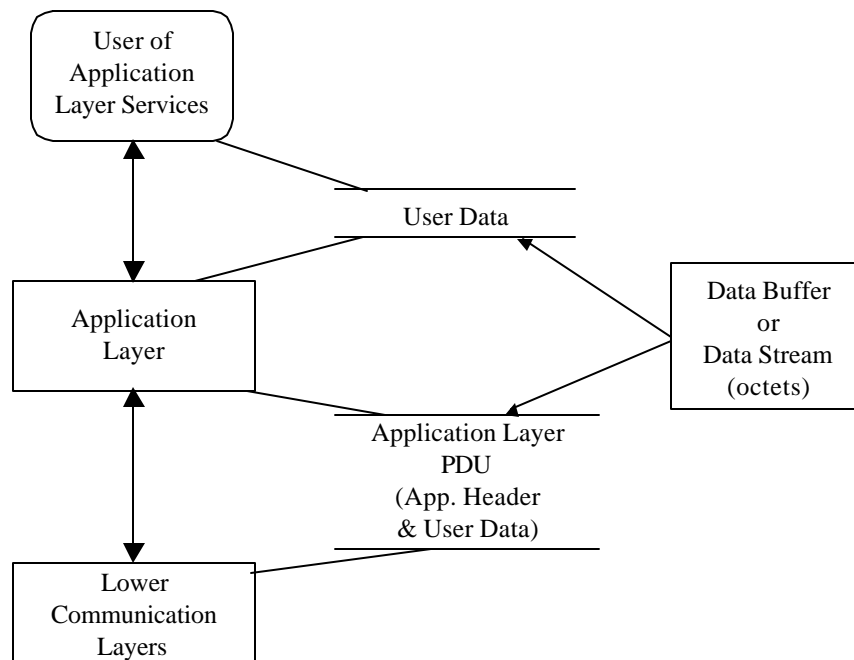 User of
Application
Layer Services
User Data
Data Buffer
or
Data Stream
(octets)
Application
Layer
Application Layer
PDU
(App. Header
& User Data)
Lower
Communication
Layers